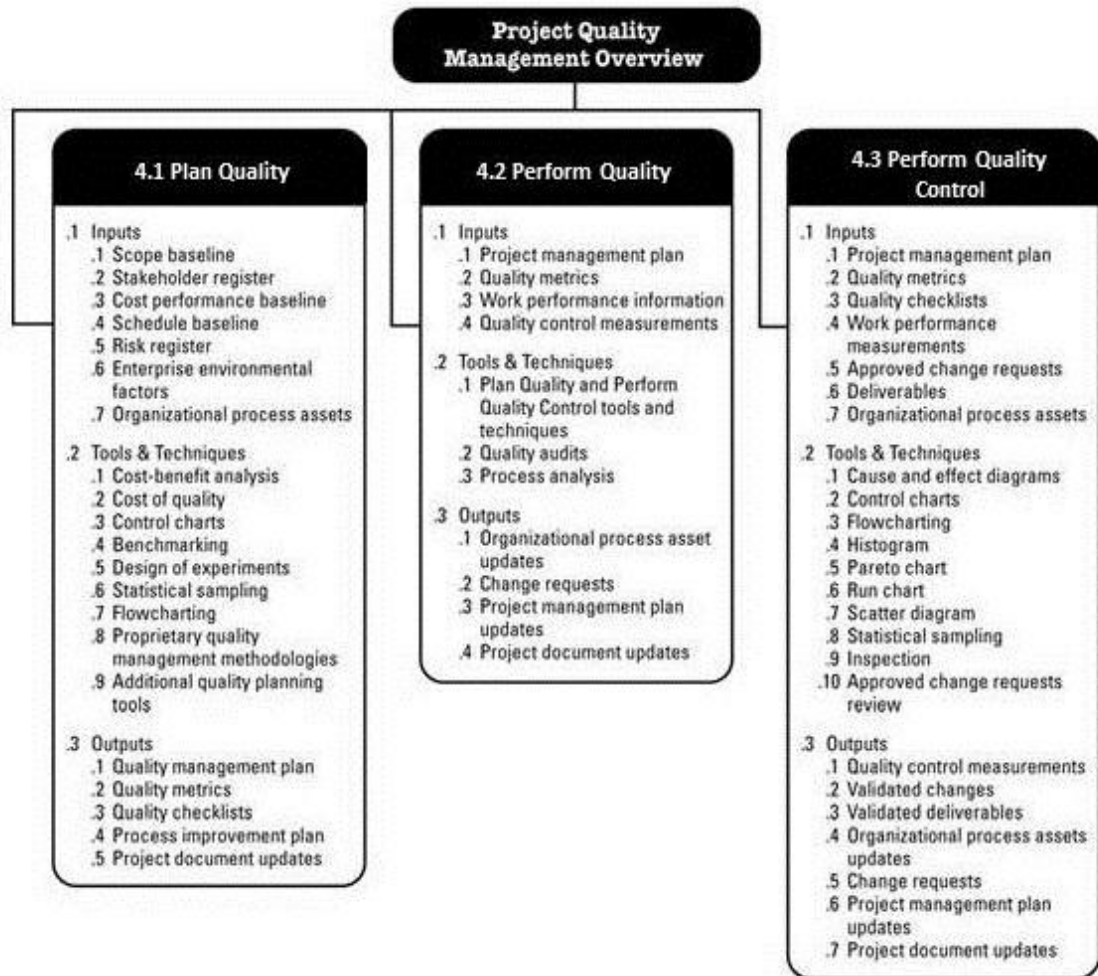 Project Quality
Management Overview
4.1 Plan Quality
.1 Inputs
.1 Scope baseline
.2 Stakeholder register
.3 Cost performance baseline
.4 Schedule baseline
.5 Risk register
.6 Enterprise environmental
factors
.7 Organizational process assets
.2 Tools & Techniques
.1 Cost-benefit analysis
.2 Cost of quality
.3 Control charts
.4 Benchmarking
.5 Design of experiments
.6 Statistical sampling
.7 Flowcharting
.8 Proprietary quality
management methodologies
.9 Additional quality planning
tools
.3 Outputs
.1 Quality management plan
.2 Quality metrics
.3 Quality checklists
.4 Process improvement plan
.5 Project document updates
4.2 Perform Quality
.1 Inputs
.1 Project management plan
.2 Quality metrics
.3 Work performance information
.4 Quality control measurements
.2 Tools & Techniques
.1 Plan Quality and Perform
Quality Control tools and
techniques
.2 Quality audits
.3 Process analysis
.3 Outputs
.1 Organizational process asset
updates
.2 Change requests
.3 Project management plan
updates
.4 Project document updates
4.3 Perform Quality
Control
.1 Inputs
.1 Project management plan
.2 Quality metrics
.3 Quality checklists
.4 Work performance
measurements
.5 Approved change requests
.6 Deliverables
.7 Organizational process assets
.2 Tools & Techniques
.1 Cause and effect diagrams
.2 Control charts
.3 Flowcharting
.4 Histogram
.5 Pareto chart
.6 Run chart
.7 Scatter diagram
.8 Statistical sampling
.9 Inspection
.10 Approved change requests
review
.3 Outputs
.1 Quality control measurements
.2 Validated changes
.3 Validated deliverables
.4 Organizational process assets
updates
.5 Change requests
.6 Project management plan
updates
.7 Project document updates